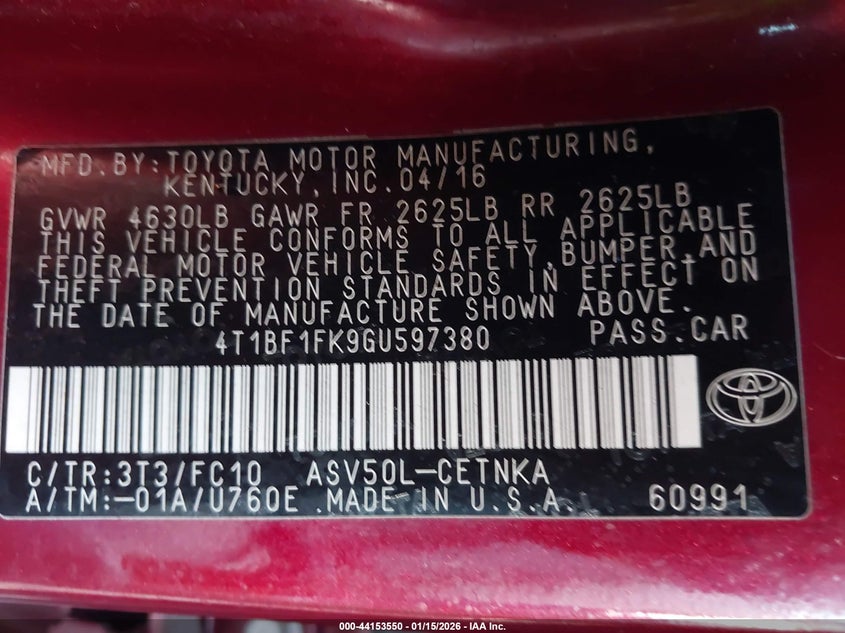 MFD. BY: TOYOTA MOTOR MANUFACTURING,
KENTUCKY, INC. 04/16
GVWR 4630LB GAWR FR 2625LB RR 2625LB
THIS VEHICLE CONFORMS TO ALL APPLICABLE
FEDERAL MOTOR VEHICLE SAFETY, BUMPER, AND
THEFT PREVENTION STANDARDS IN EFFECT ON
THE DATE OF MANUFACTURE SHOWN ABOVE.
4T1BF1FK9GU597380 PASS. CAR
C/TR: 3T3/FC10 ASV50L-CETNKA
A/TM:-01A/U760E .MADE IN U.S.A. 60991
000-44153550 - 01/15/2026 - IAA Inc.